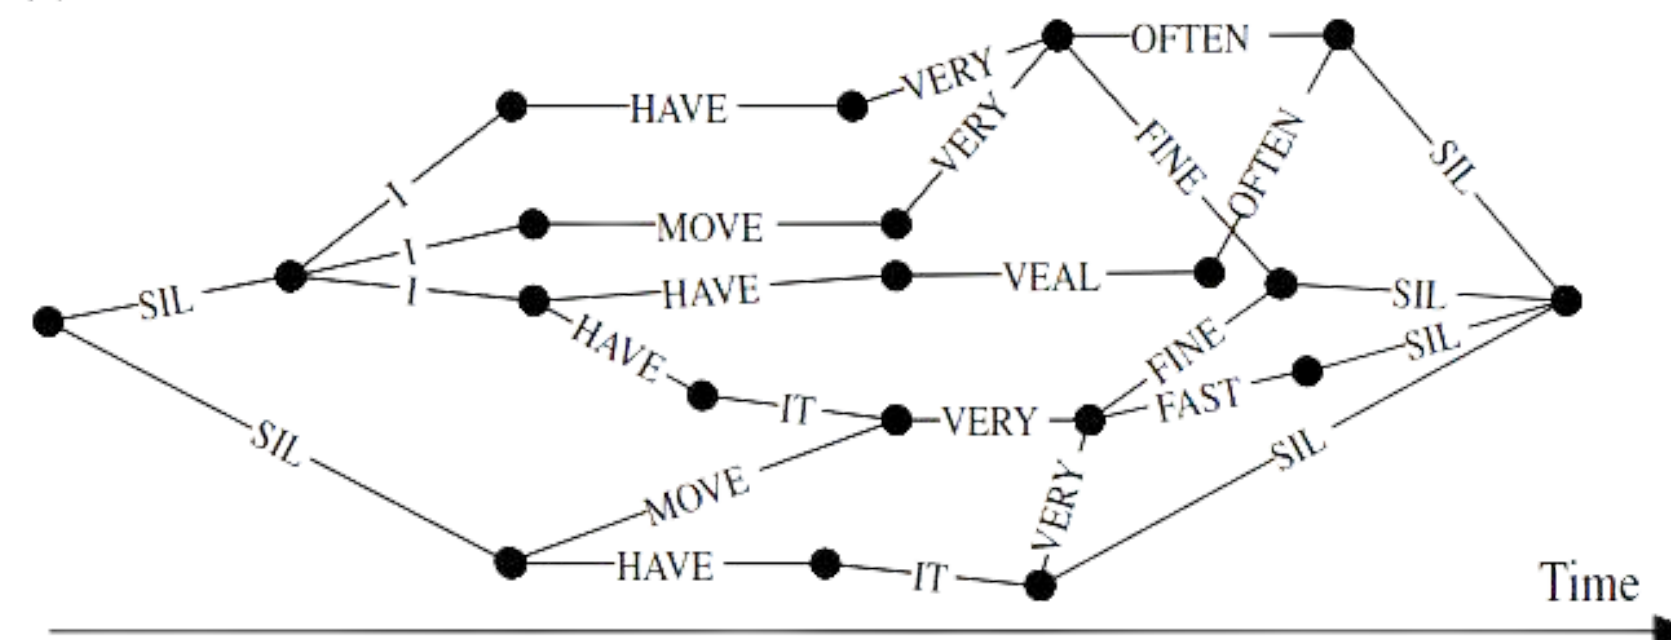 OFTEN
VERY
HAVE
VERY
I
FINE
OFTEN
SIL
MOVE
I
I
HAVE
VEAL
SIL
SIL
HAVE
FINE
SIL
IT
VERY
FAST
SIL
SIL
MOVE
VERY
HAVE
IT
Time